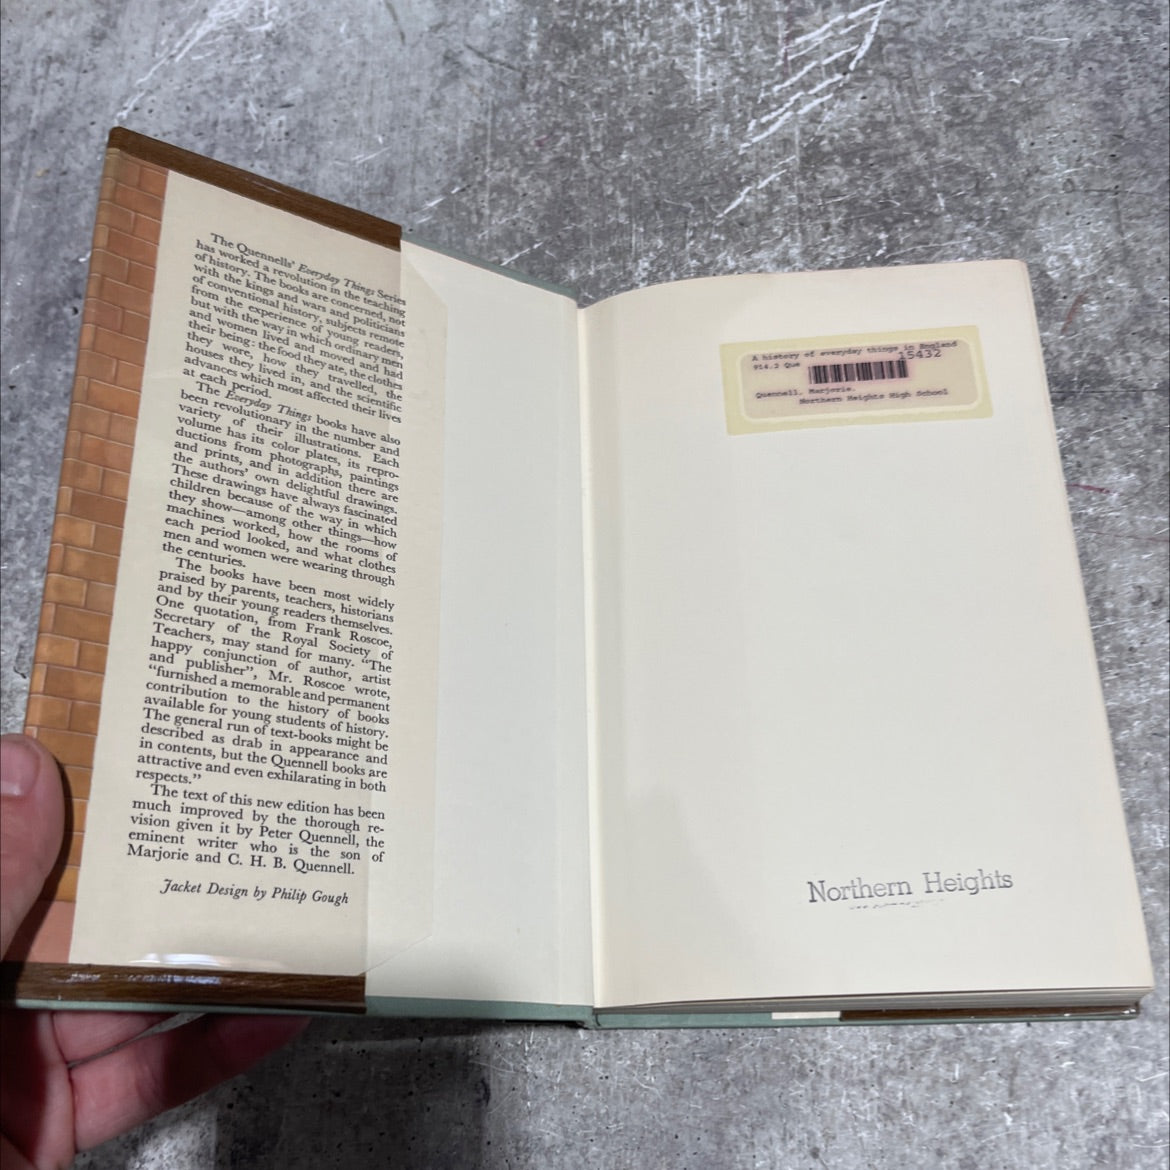 The Quennells' Everyday Things Series
has worked a revolution in the teaching
of history. The books are concerned, not
with the kings and wars and politicians
of conventional history, subjects remote
from the experience of young readers,
but with the way in which ordinary men
and women lived and moved and had
their being: the food they ate, the clothes
they wore, how they travelled, the
houses they lived in, and the scientific
advances which most affected their lives
at each period.
The Everyday Things books have also
been revolutionary in the number and
variety of their illustrations. Each
volume has its color plates, its repro-
ductions from photographs, paintings
and prints, and in addition there are
the authors' own delightful drawings.
These drawings have always fascinated
children because of the way in which
they show—among other things—how
machines worked, how the rooms of
each period looked, and what clothes
men and women were wearing through
the centuries.
The books have been most widely
praised by parents, teachers, historians
and by their young readers themselves.
One quotation, from Frank Roscoe,
Secretary of the Royal Society of
Teachers, may stand for many. "The
happy conjunction of author, artist
and publisher", Mr. Roscoe wrote,
"furnished a memorable and permanent
contribution to the history of books
available for young students of history.
The general run of text-books might be
described as drab in appearance and
in contents, but the Quennell books are
attractive and even exhilarating in both
respects."
The text of this new edition has been
much improved by the thorough re-
vision given it by Peter Quennell, the
eminent writer who is the son of
Marjorie and C. H. B. Quennell.
Jacket Design by Philip Gough
A history of everyday things in England
914.2 Que 15432
Quennell, Marjorie.
Northern Heights High School
Northern Heights